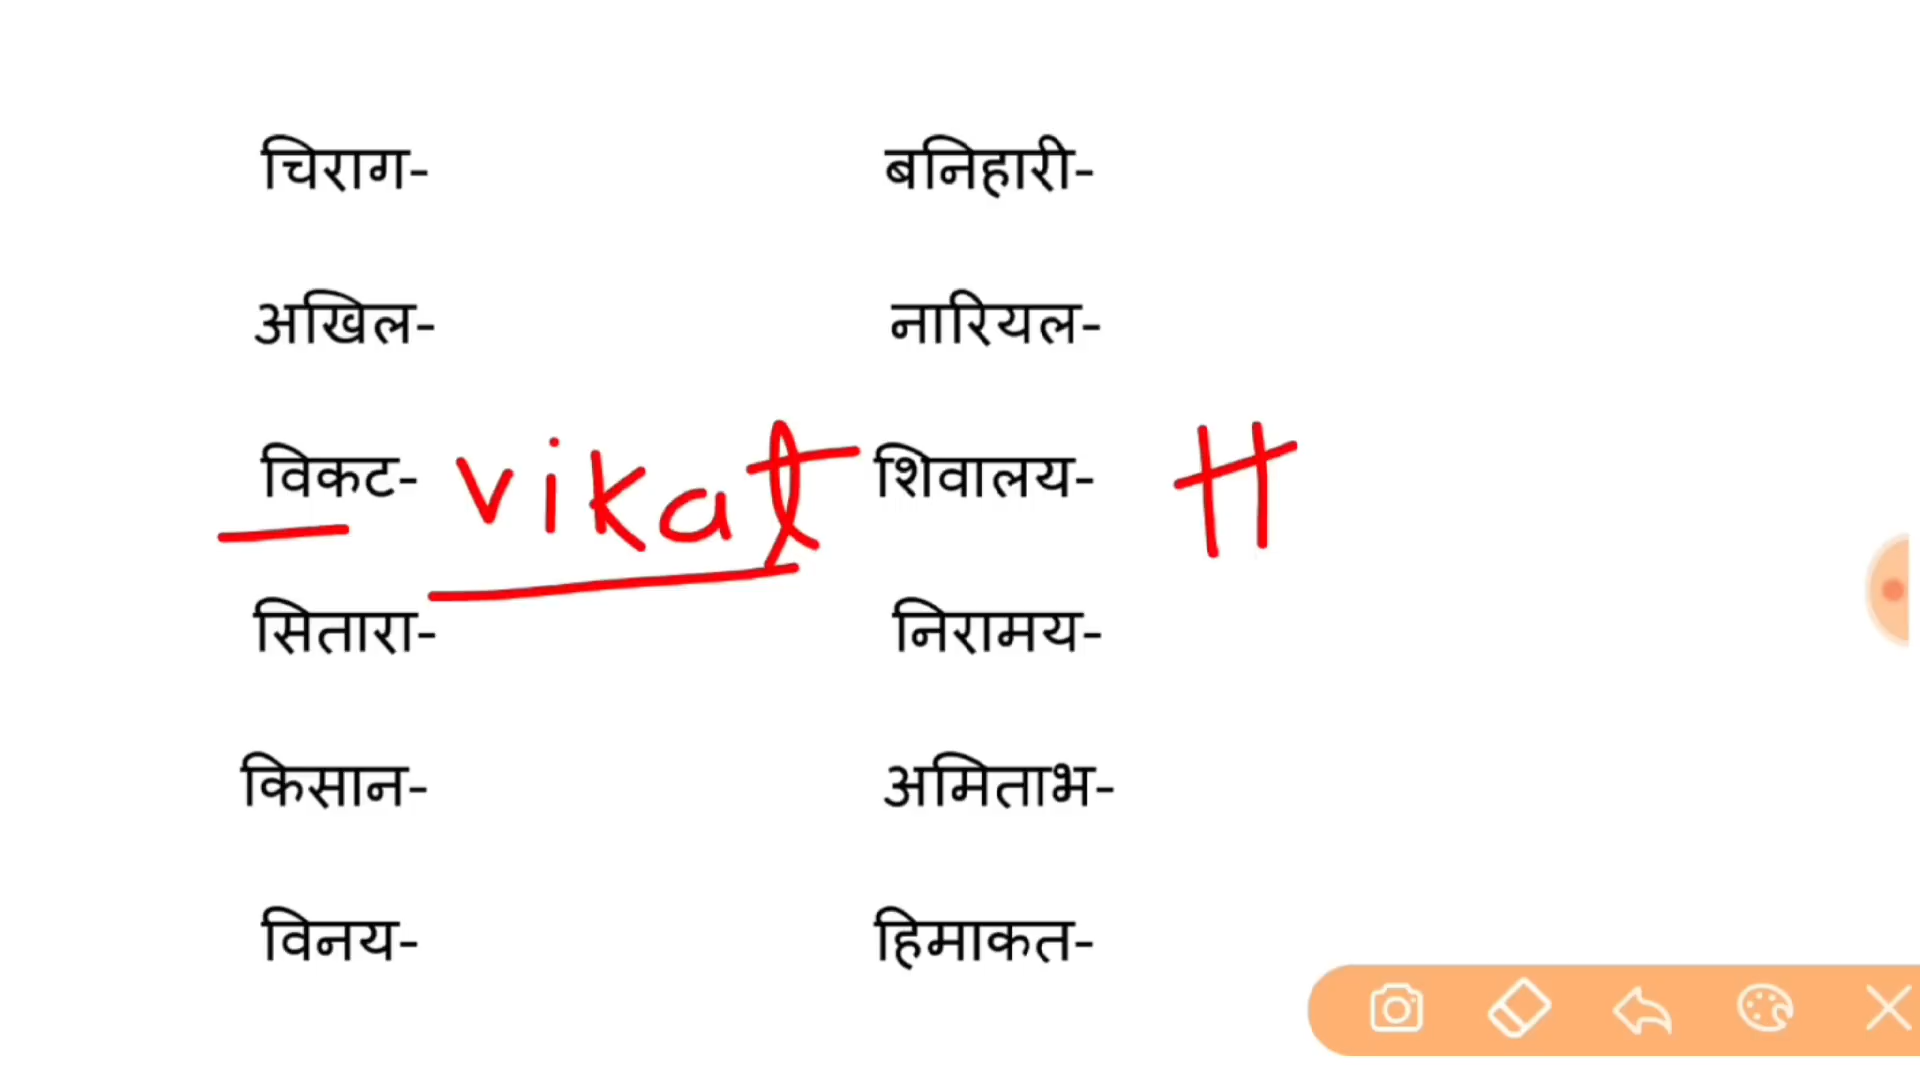 चिराग- बनिहारी-
अखिल- नारियल-
विकट- vikat शिवालय- H
सितारा- निरामय-
किसान- अमिताभ-
विनय- हिमाकत-